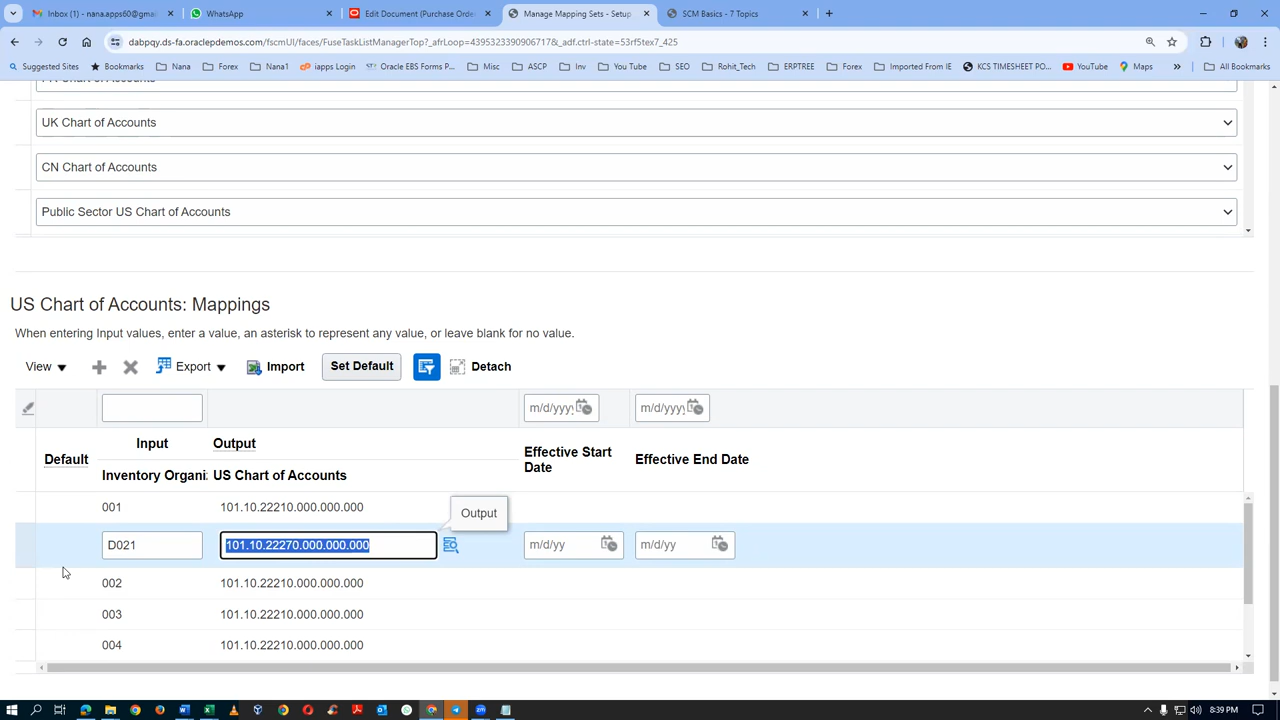 Inbox (1) - nana.apps60@gmail
WhatsApp
Edit Document (Purchase Orde
Manage Mapping Sets - Setup
SCM Basics - 7 Topics
dabpqy.ds-fa.oraclepdemos.com/fscmUI/faces/FuseTaskListManagerTop?_afrLoop=4395323390906717&_adf.ctrl-state=53rf5tex7_425
Suggested Sites
Bookmarks
Nana
Forex
Nana1
iapps Login
Oracle EBS Forms P...
Misc
ASCP
Inv
You Tube
SEO
Rohit_Tech
ERPTREE
Forex
Imported From IE
KCS TIMESHEET PO...
YouTube
Maps
All Bookmarks
UK Chart of Accounts
CN Chart of Accounts
Public Sector US Chart of Accounts
US Chart of Accounts: Mappings
When entering Input values, enter a value, an asterisk to represent any value, or leave blank for no value.
View
Export
Import
Set Default
Detach
m/d/yyy
m/d/yyy
Default
Input
Output
Effective Start Date
Effective End Date
Inventory Organi
US Chart of Accounts
001 101.10.22210.000.000.000
Output
D021 101.10.22270.000.000.000 m/d/yy m/d/yy
002 101.10.22210.000.000.000
003 101.10.22210.000.000.000
004 101.10.22210.000.000.000
8:39 PM